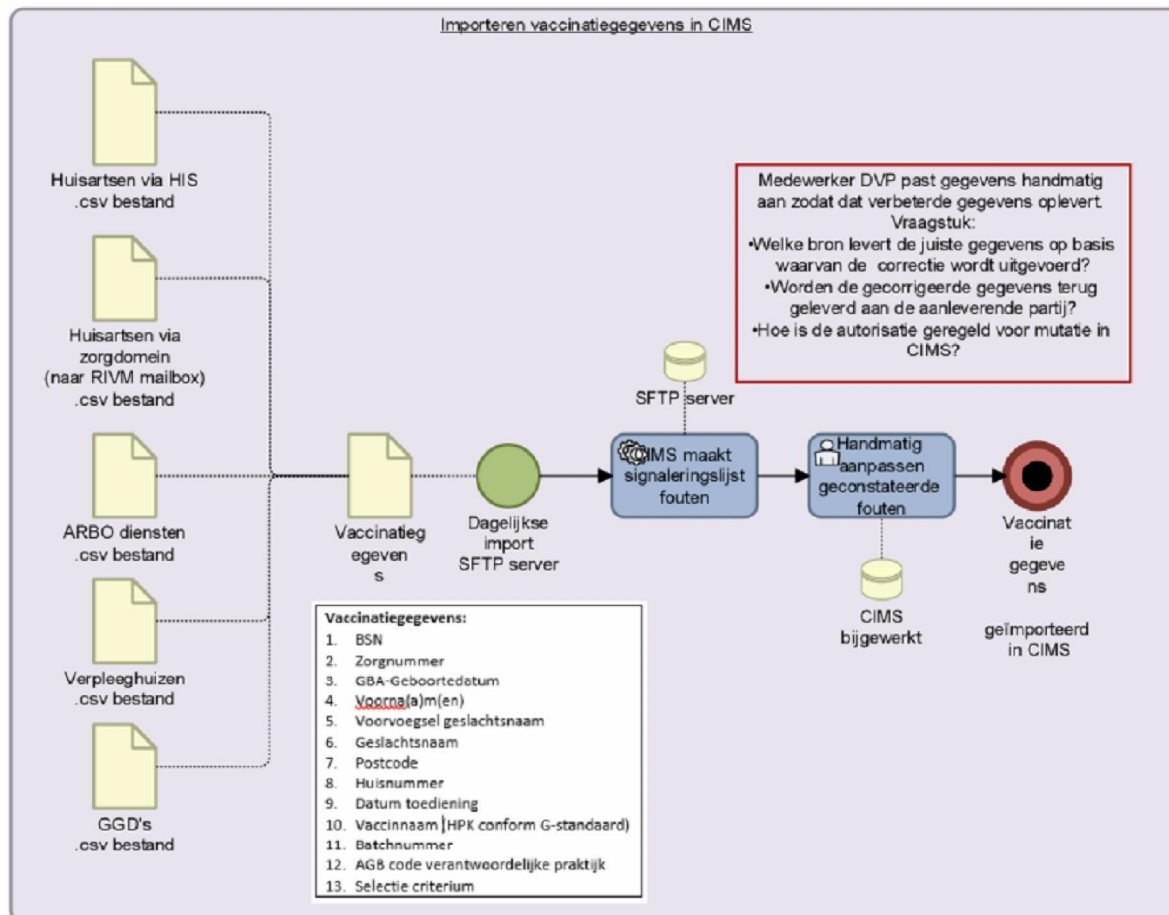 Importeren vaccinatiegegevens in CIMS
Huisartsen via HIS
.csv bestand
Huisartsen via
zorgdomein
(naar RIVM mailbox)
.csv bestand
ARBO diensten
.csv bestand
Verpleeghuizen
.csv bestand
GGD's
.csv bestand
Vaccinatieg
egeven
s
Dagelijkse
import
SFTP server
SFTP server
IMS maakt
signaleringslijst
fouten
Handmatig
aanpassen
geconstateerde
fouten
CIMS
bijgewerkt
Vaccinat
ie
gegeve
ns
geïmporteerd
in CIMS
Medewerker DVP past gegevens handmatig
aan zodat dat verbeterde gegevens oplevert.
Vraagstuk:
•Welke bron levert de juiste gegevens op basis
waarvan de correctie wordt uitgevoerd?
•Worden de gecorrigeerde gegevens terug
geleverd aan de aanleverende partij?
•Hoe is de autorisatie geregeld voor mutatie in
CIMS?
Vaccinatiegegevens:
1. BSN
2. Zorgnummer
3. GBA-Geboortedatum
4. Voorna(a)m(en)
5. Voorvoegsel geslachtsnaam
6. Geslachtsnaam
7. Postcode
8. Huisnummer
9. Datum toediening
10. Vaccinnaam (HPK conform G-standaard)
11. Batchnummer
12. AGB code verantwoordelijke praktijk
13. Selectie criterium